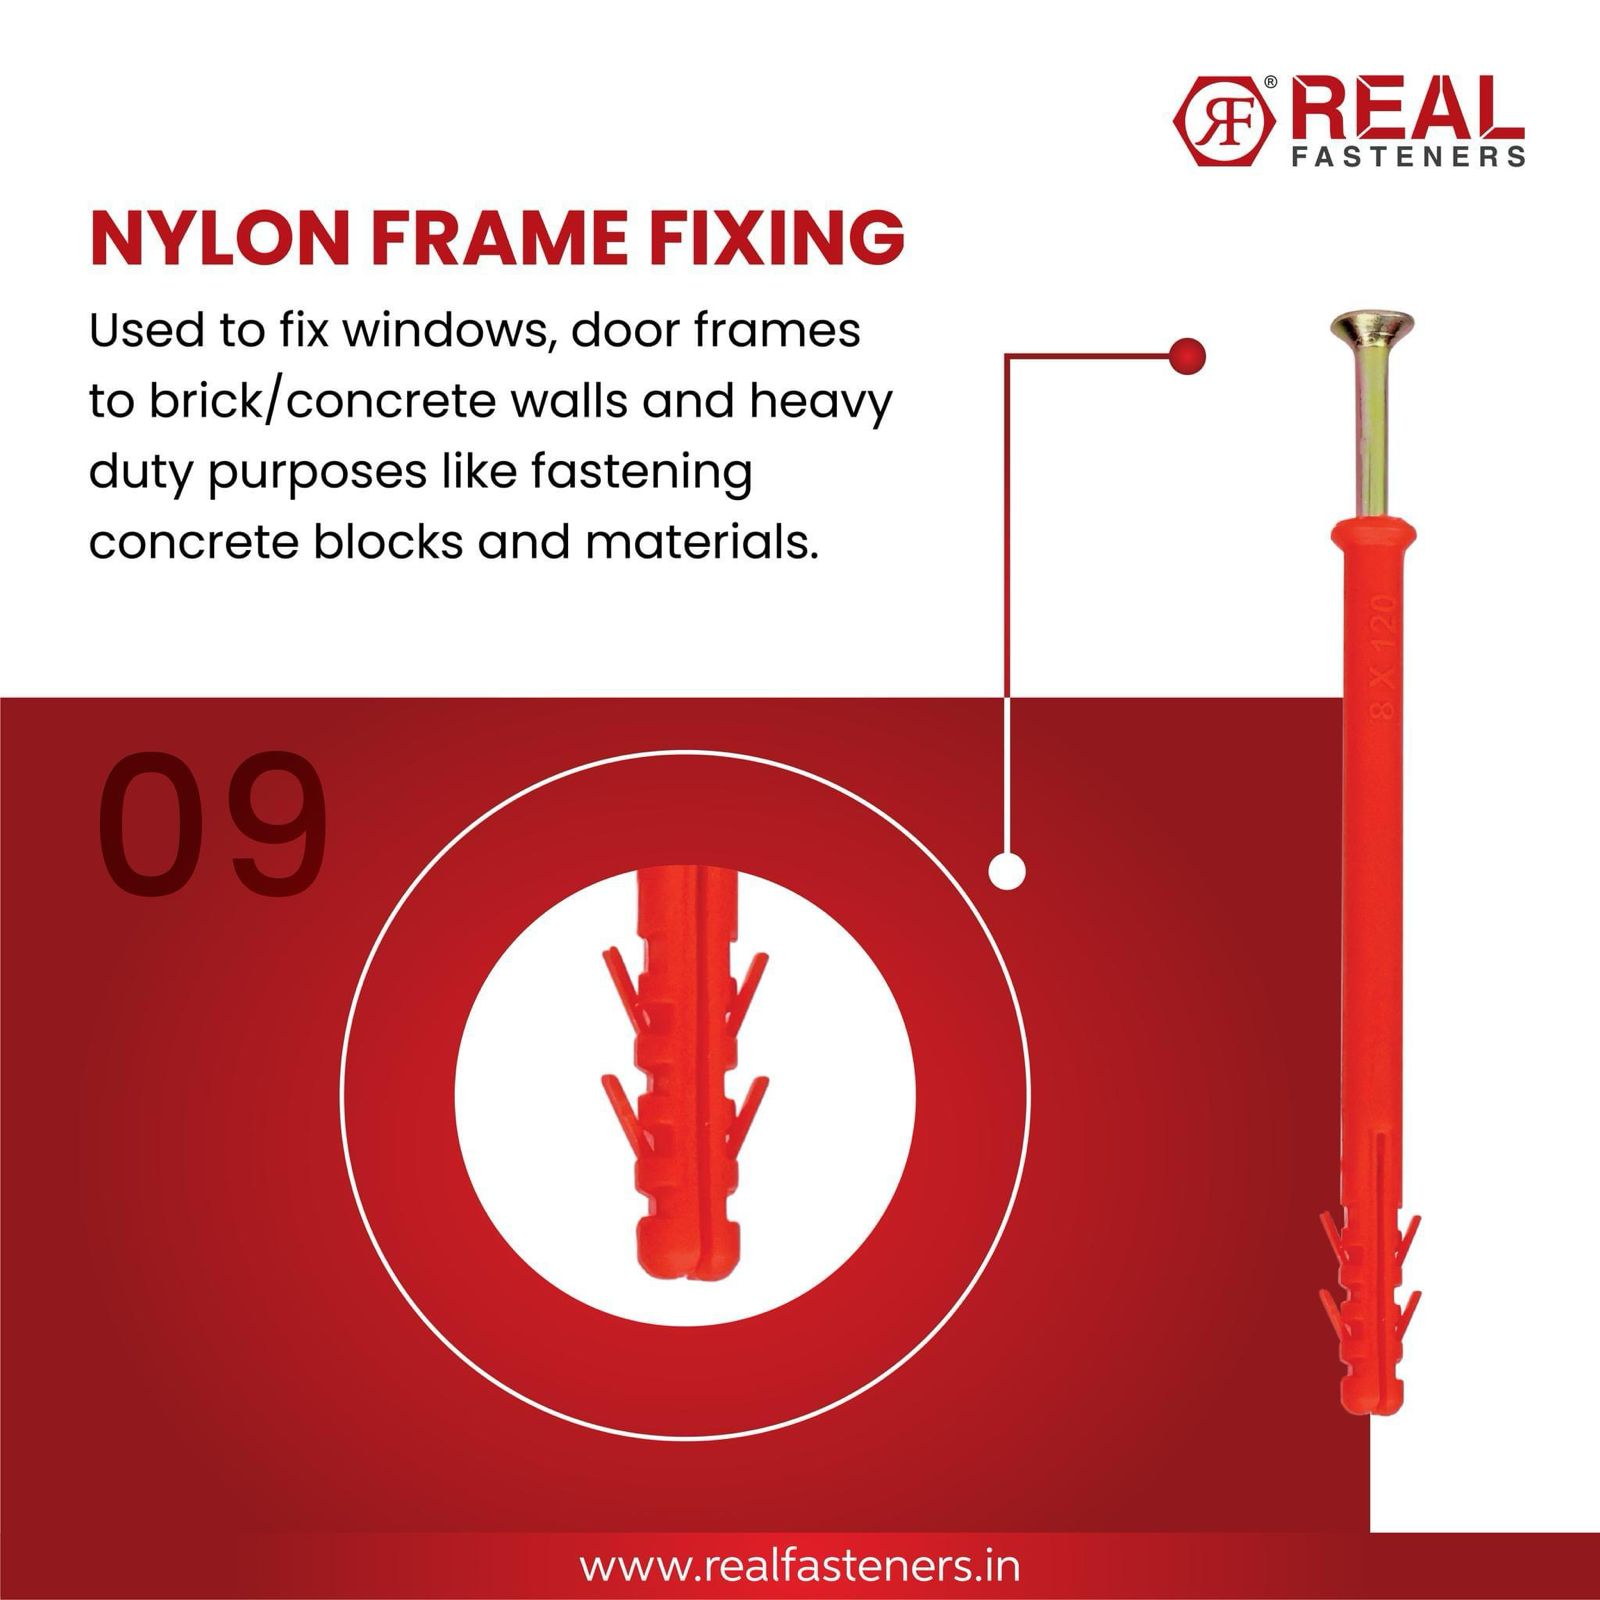 RF® REAL
FASTENERS
NYLON FRAME FIXING
Used to fix windows, door frames
to brick/concrete walls and heavy
duty purposes like fastening
concrete blocks and materials.
8 X 120
09
www.realfasteners.in